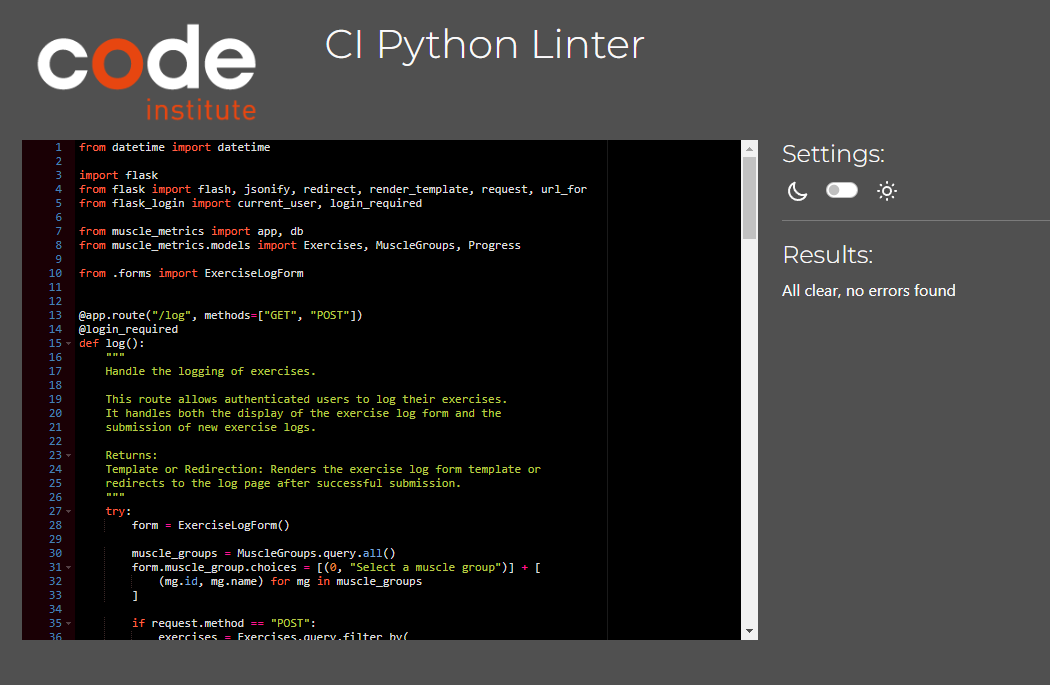 code
institute
CI Python Linter
1 from datetime import datetime
2
3 import flask
4 from flask import flash, jsonify, redirect, render_template, request, url_for
5 from flask_login import current_user, login_required
6
7 from muscle_metrics import app, db
8 from muscle_metrics.models import Exercises, MuscleGroups, Progress
9
10 from .forms import ExerciseLogForm
11
12
13 @app.route("/log", methods=["GET", "POST"])
14 @login_required
15 def log():
16     """
17     Handle the logging of exercises.
18
19     This route allows authenticated users to log their exercises.
20     It handles both the display of the exercise log form and the
21     submission of new exercise logs.
22
23     Returns:
24     Template or Redirection: Renders the exercise log form template or
25     redirects to the log page after successful submission.
26     """
27     try:
28         form = ExerciseLogForm()
29
30         muscle_groups = MuscleGroups.query.all()
31         form.muscle_group.choices = [(0, "Select a muscle group")] + [
32             (mg.id, mg.name) for mg in muscle_groups
33         ]
34
35         if request.method == "POST":
36             exercises = Exercises.query.filter_by(
Settings:
Results:
All clear, no errors found